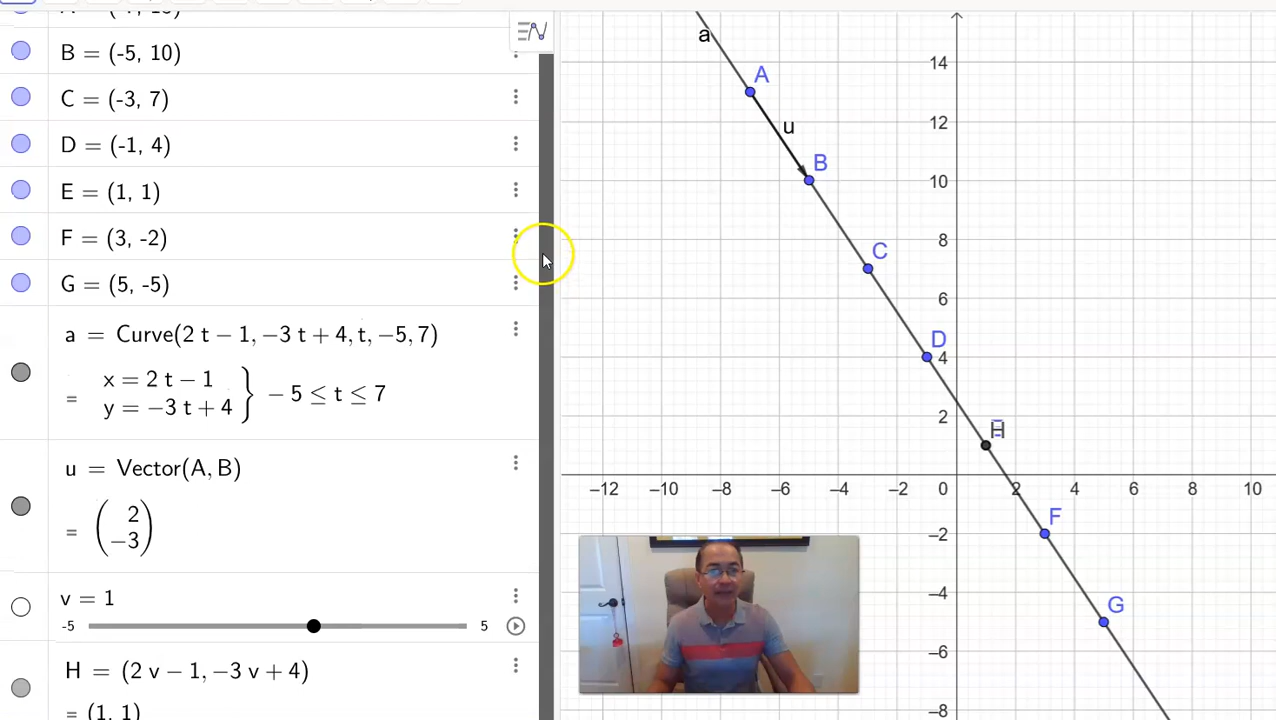 B = (-5, 10)
C = (-3, 7)
D = (-1, 4)
E = (1, 1)
F = (3, -2)
G = (5, -5)
a = Curve(2 t − 1, −3 t + 4, t, −5, 7)
= x = 2 t − 1
y = −3 t + 4 } − 5 ≤ t ≤ 7
u = Vector(A, B)
= ( 2
−3 )
v = 1
-5 5
H = (2 v − 1, −3 v + 4)
= (1, 1)
a
14
A
12
u
B
10
8
C
6
D
4
2
H
−12 −10 −8 −6 −4 −2 0 2 4 6 8 10
F
−2
−4
G
−6
−8